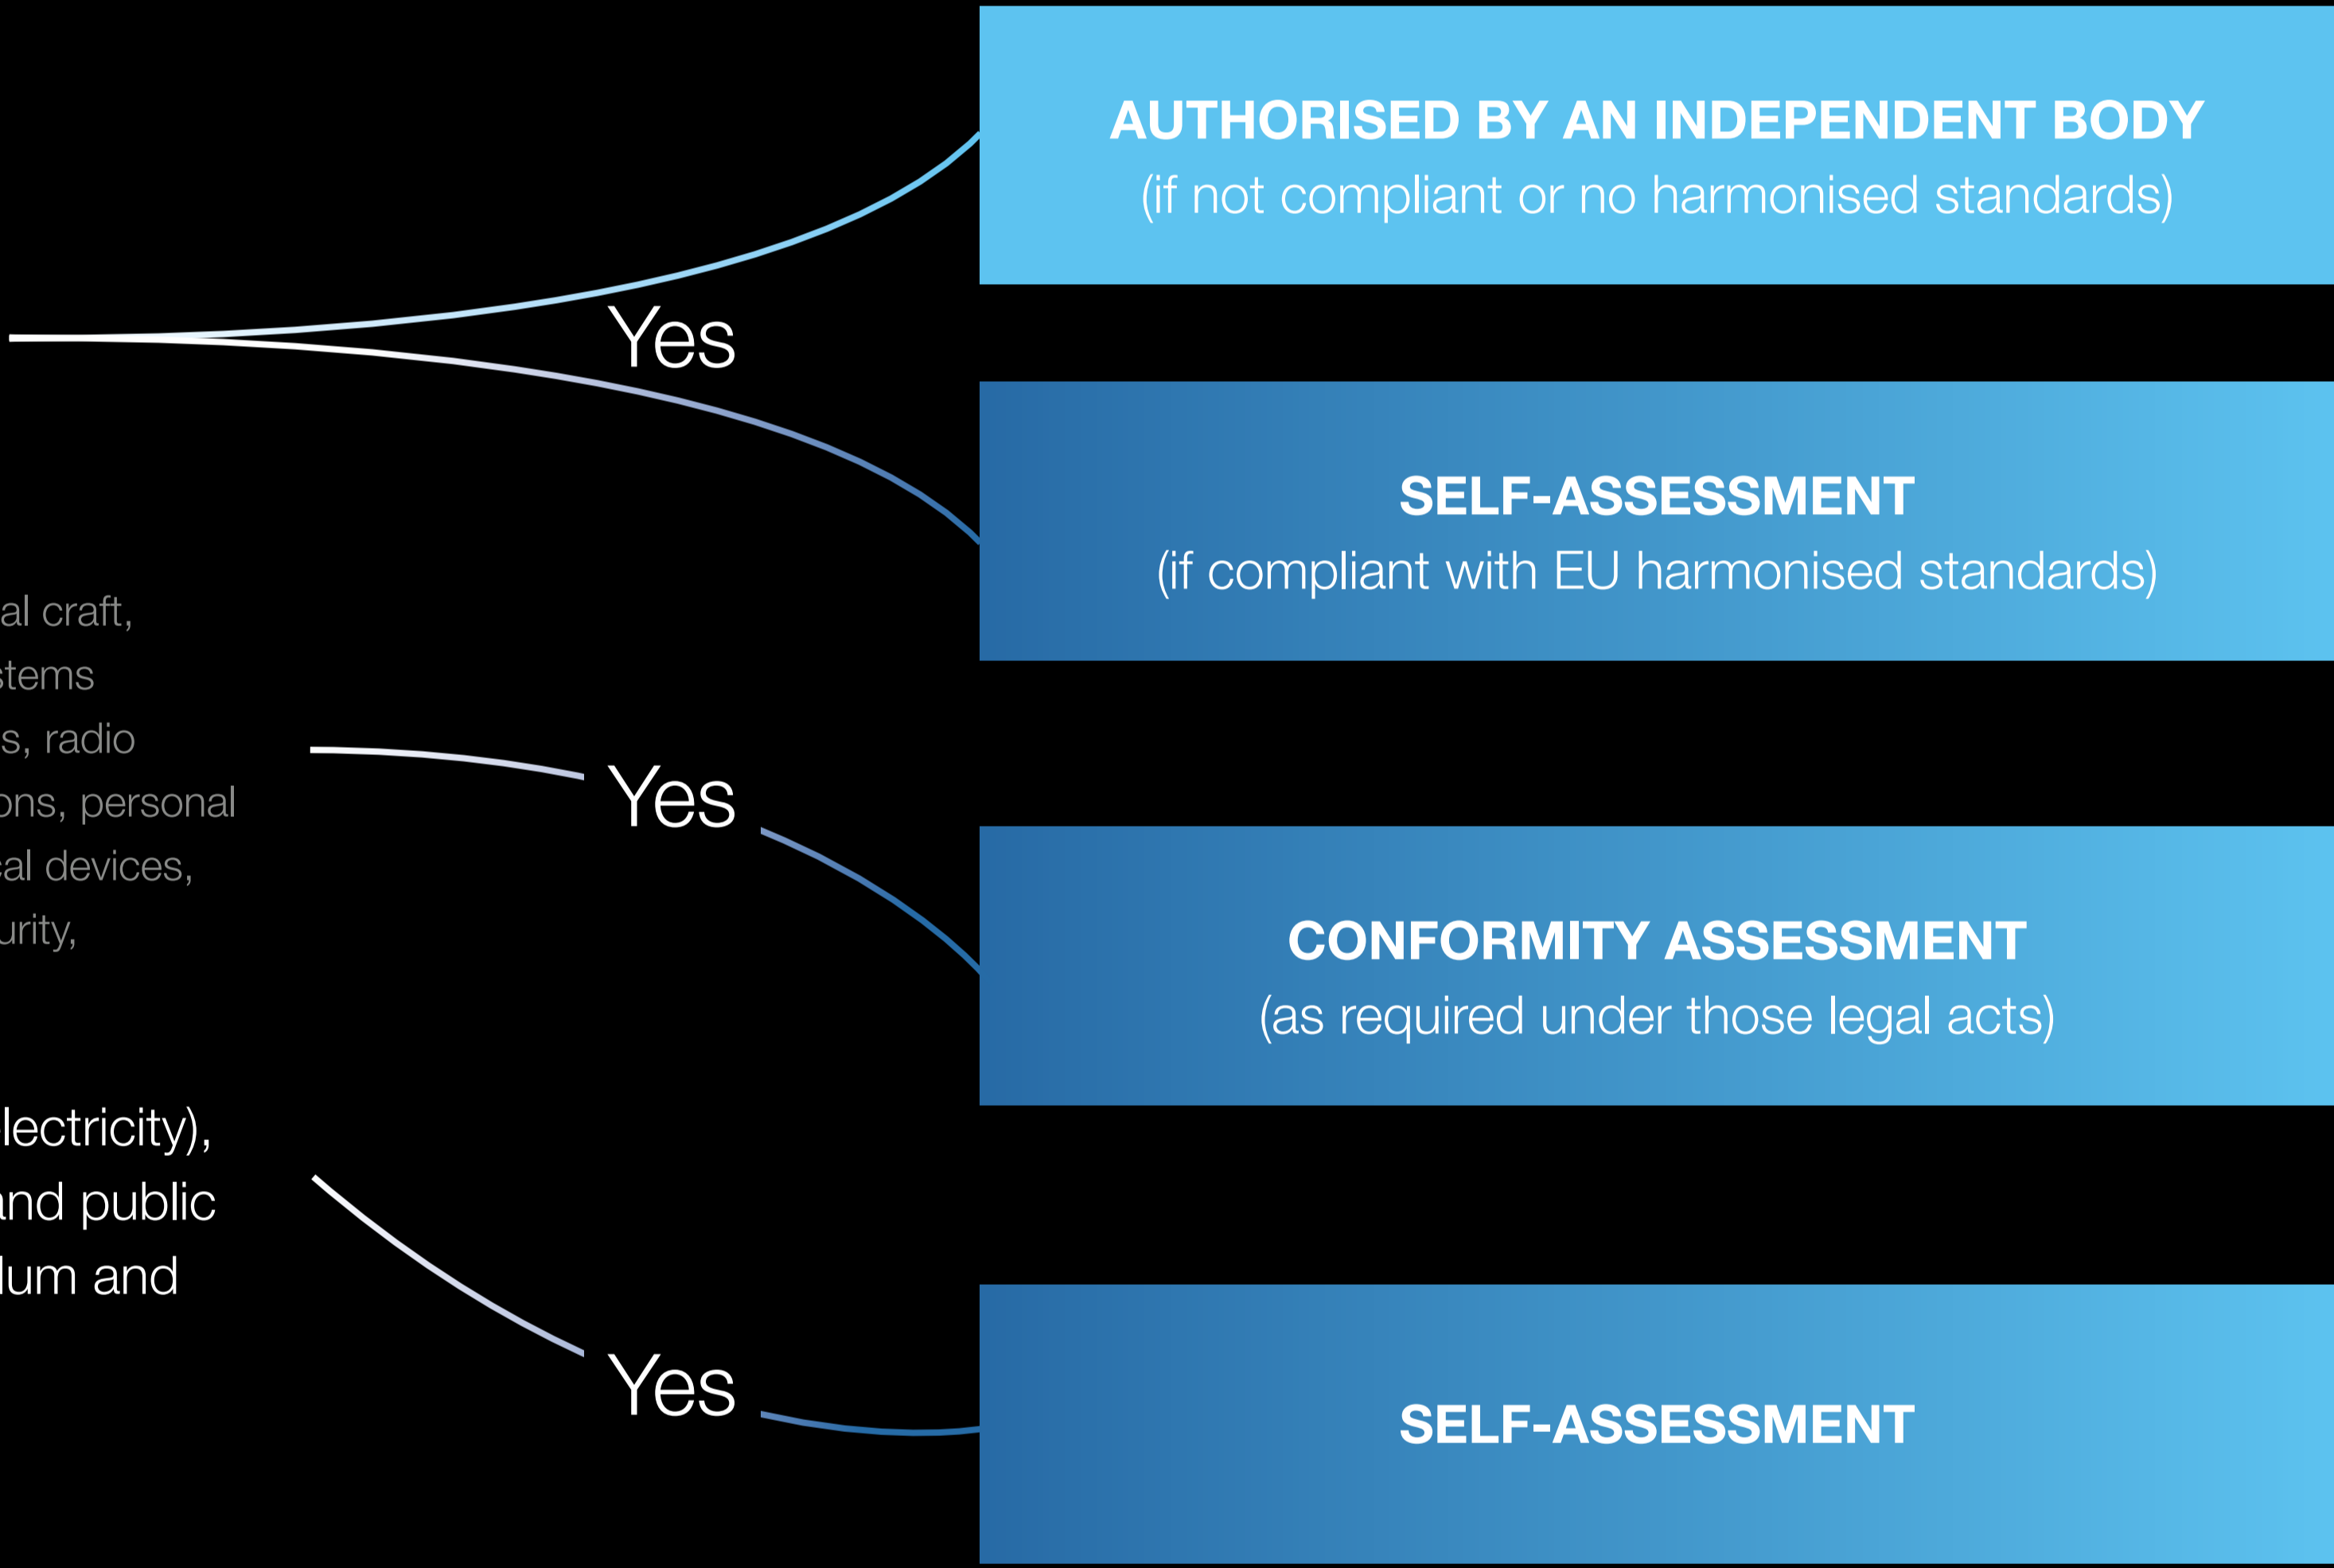 AUTHORISED BY AN INDEPENDENT BODY
(if not compliant or no harmonised standards)
Yes
SELF-ASSESSMENT
(if compliant with EU harmonised standards)
al craft,
stems
s, radio
ons, personal
cal devices,
urity,
Yes
CONFORMITY ASSESSMENT
(as required under those legal acts)
lectricity),
nd public
lum and
Yes
SELF-ASSESSMENT